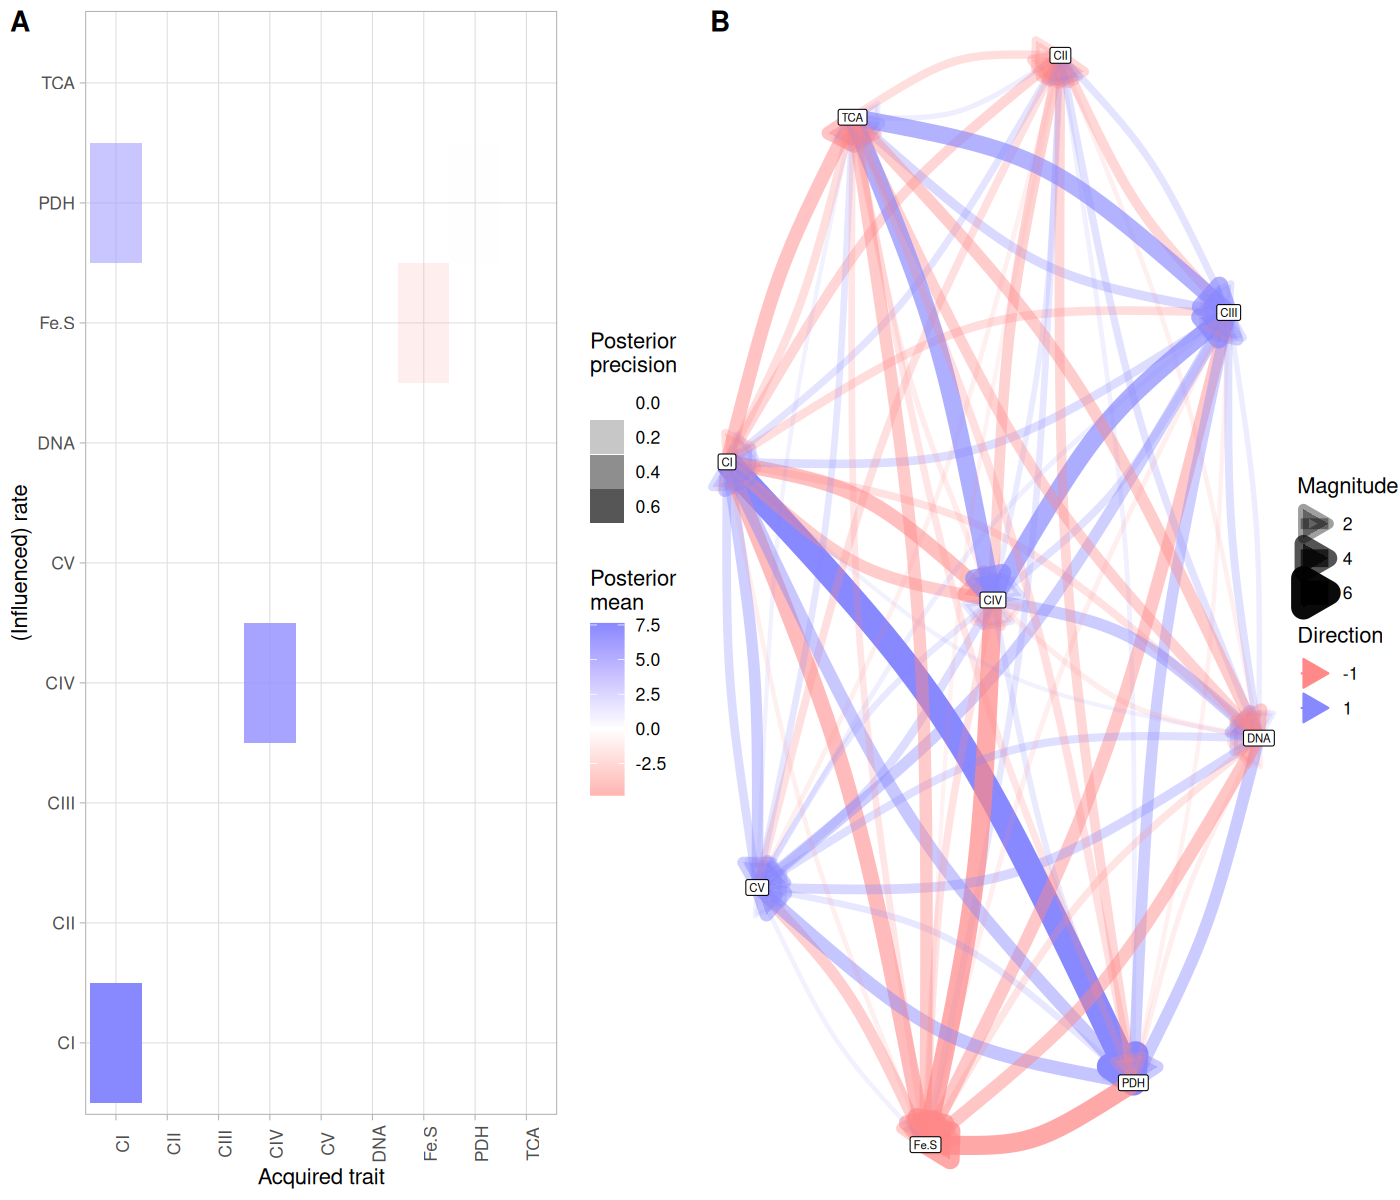 A
TCA
PDH
Fe.S
DNA
CV
CIV
CIII
CII
CI
(Influenced) rate
CI
CII
CIII
CIV
CV
DNA
Fe.S
PDH
TCA
Acquired trait
Posterior
precision
0.0
0.2
0.4
0.6
Posterior
mean
7.5
5.0
2.5
0.0
-2.5
B
CII
TCA
CIII
CI
CIV
DNA
CV
PDH
Fe.S
Magnitude
2
4
6
Direction
-1
1